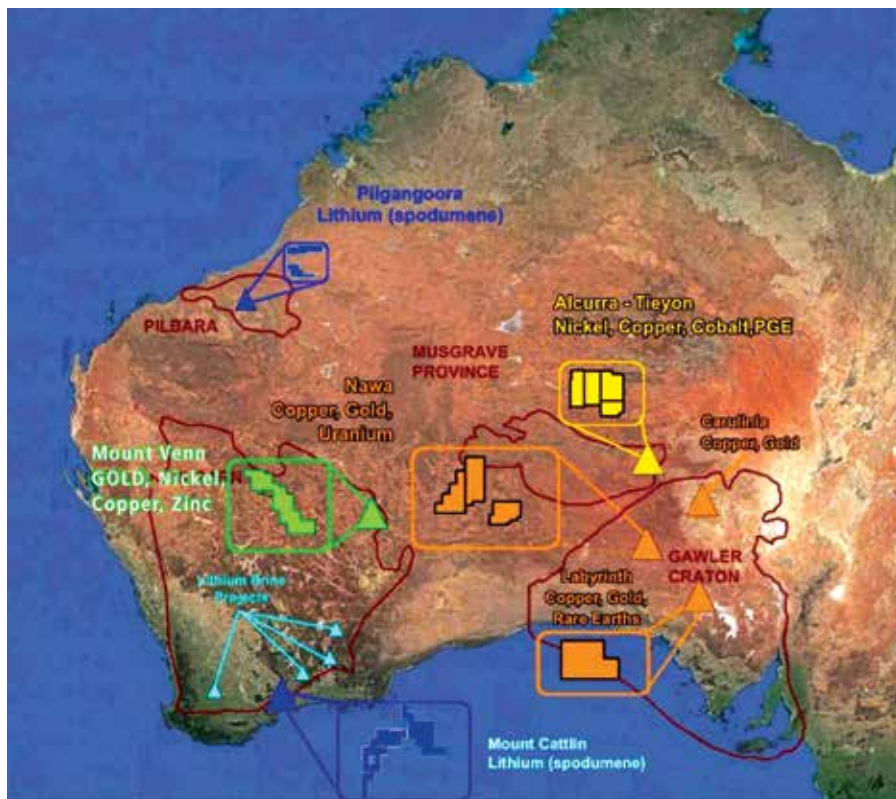 Pilgangoora
Lithium (spodumene)
PILBARA
Alcurra - Tieyon
Nickel, Copper, Cobalt,PGE
MUSGRAVE
PROVINCE
Nawa
Copper, Gold,
Uranium
Carulinia
Copper, Gold
Mount Venn
GOLD, Nickel,
Copper, Zinc
Lithium Brine
Projects
GAWLER
CRATON
Labyrinth
Copper, Gold,
Rare Earths
Mount Cattlin
Lithium (spodumene)